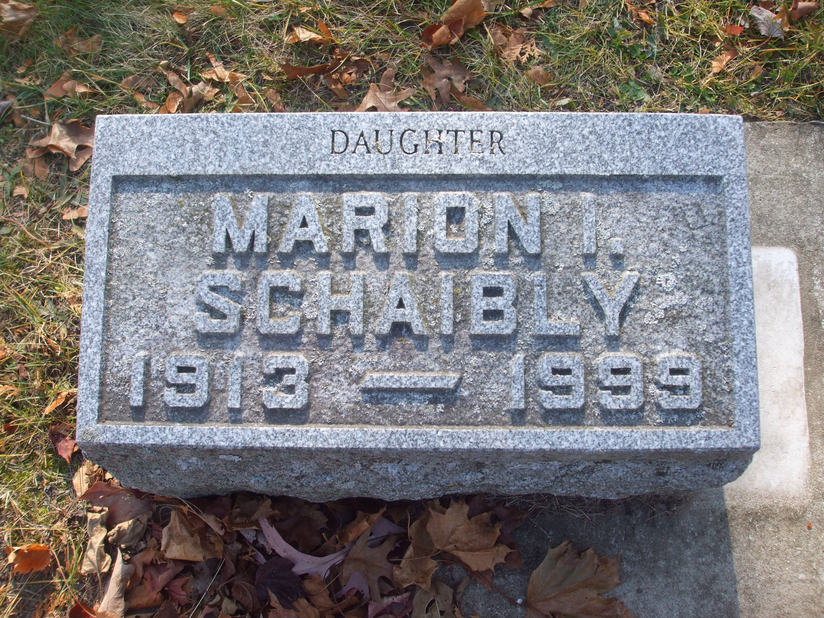 DAUGHTER
MARION I.
SCHAIBLY
1913 — 1999